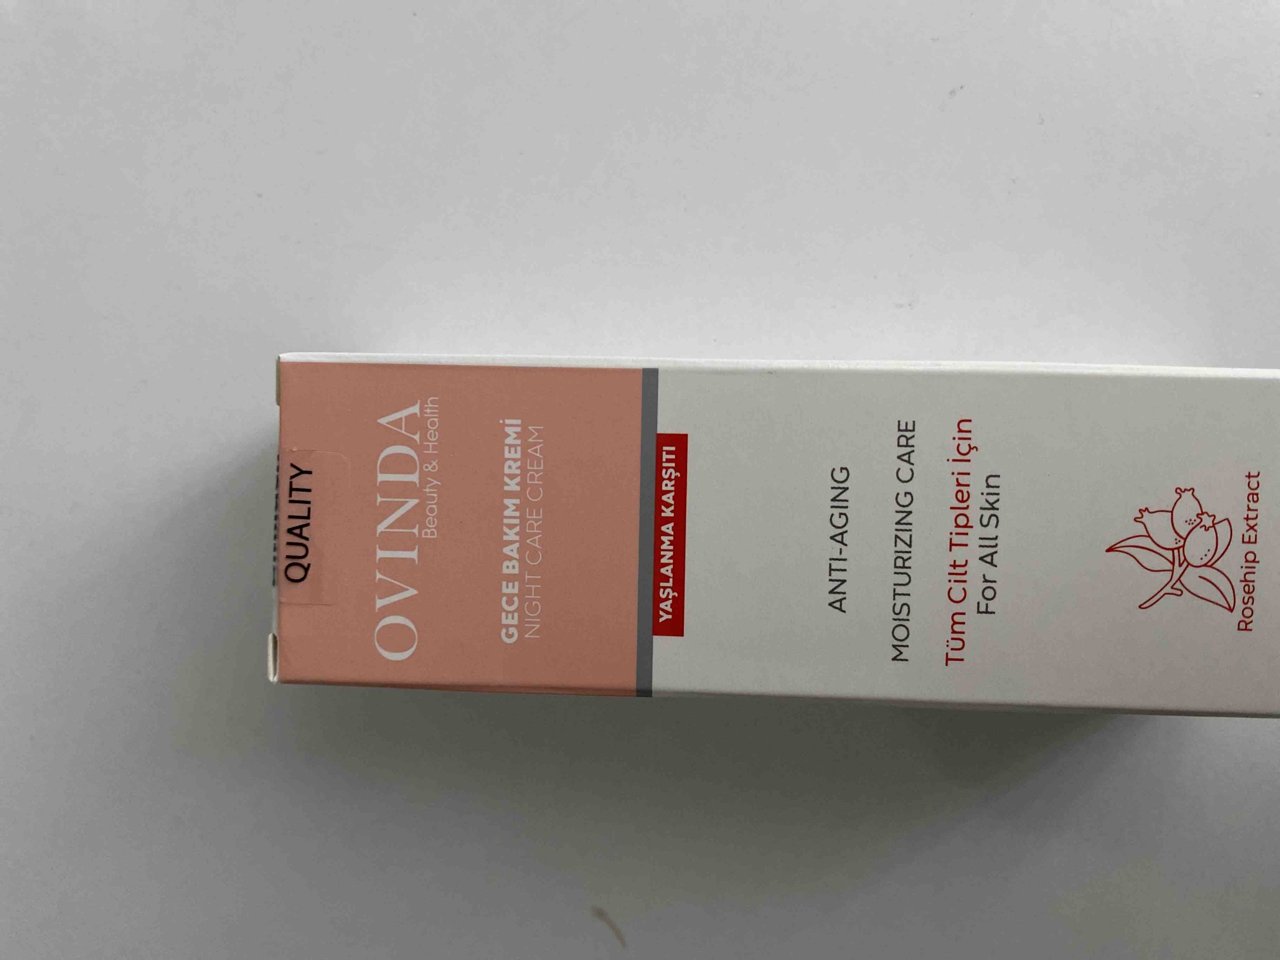 QUALITY
OVINDA
Beauty & Health
GECE BAKIM KREMİ
NIGHT CARE CREAM
YAŞLANMA KARŞITI
ANTI-AGING
MOISTURIZING CARE
Tüm Cilt Tipleri İçin
For All Skin
Rosehip Extract